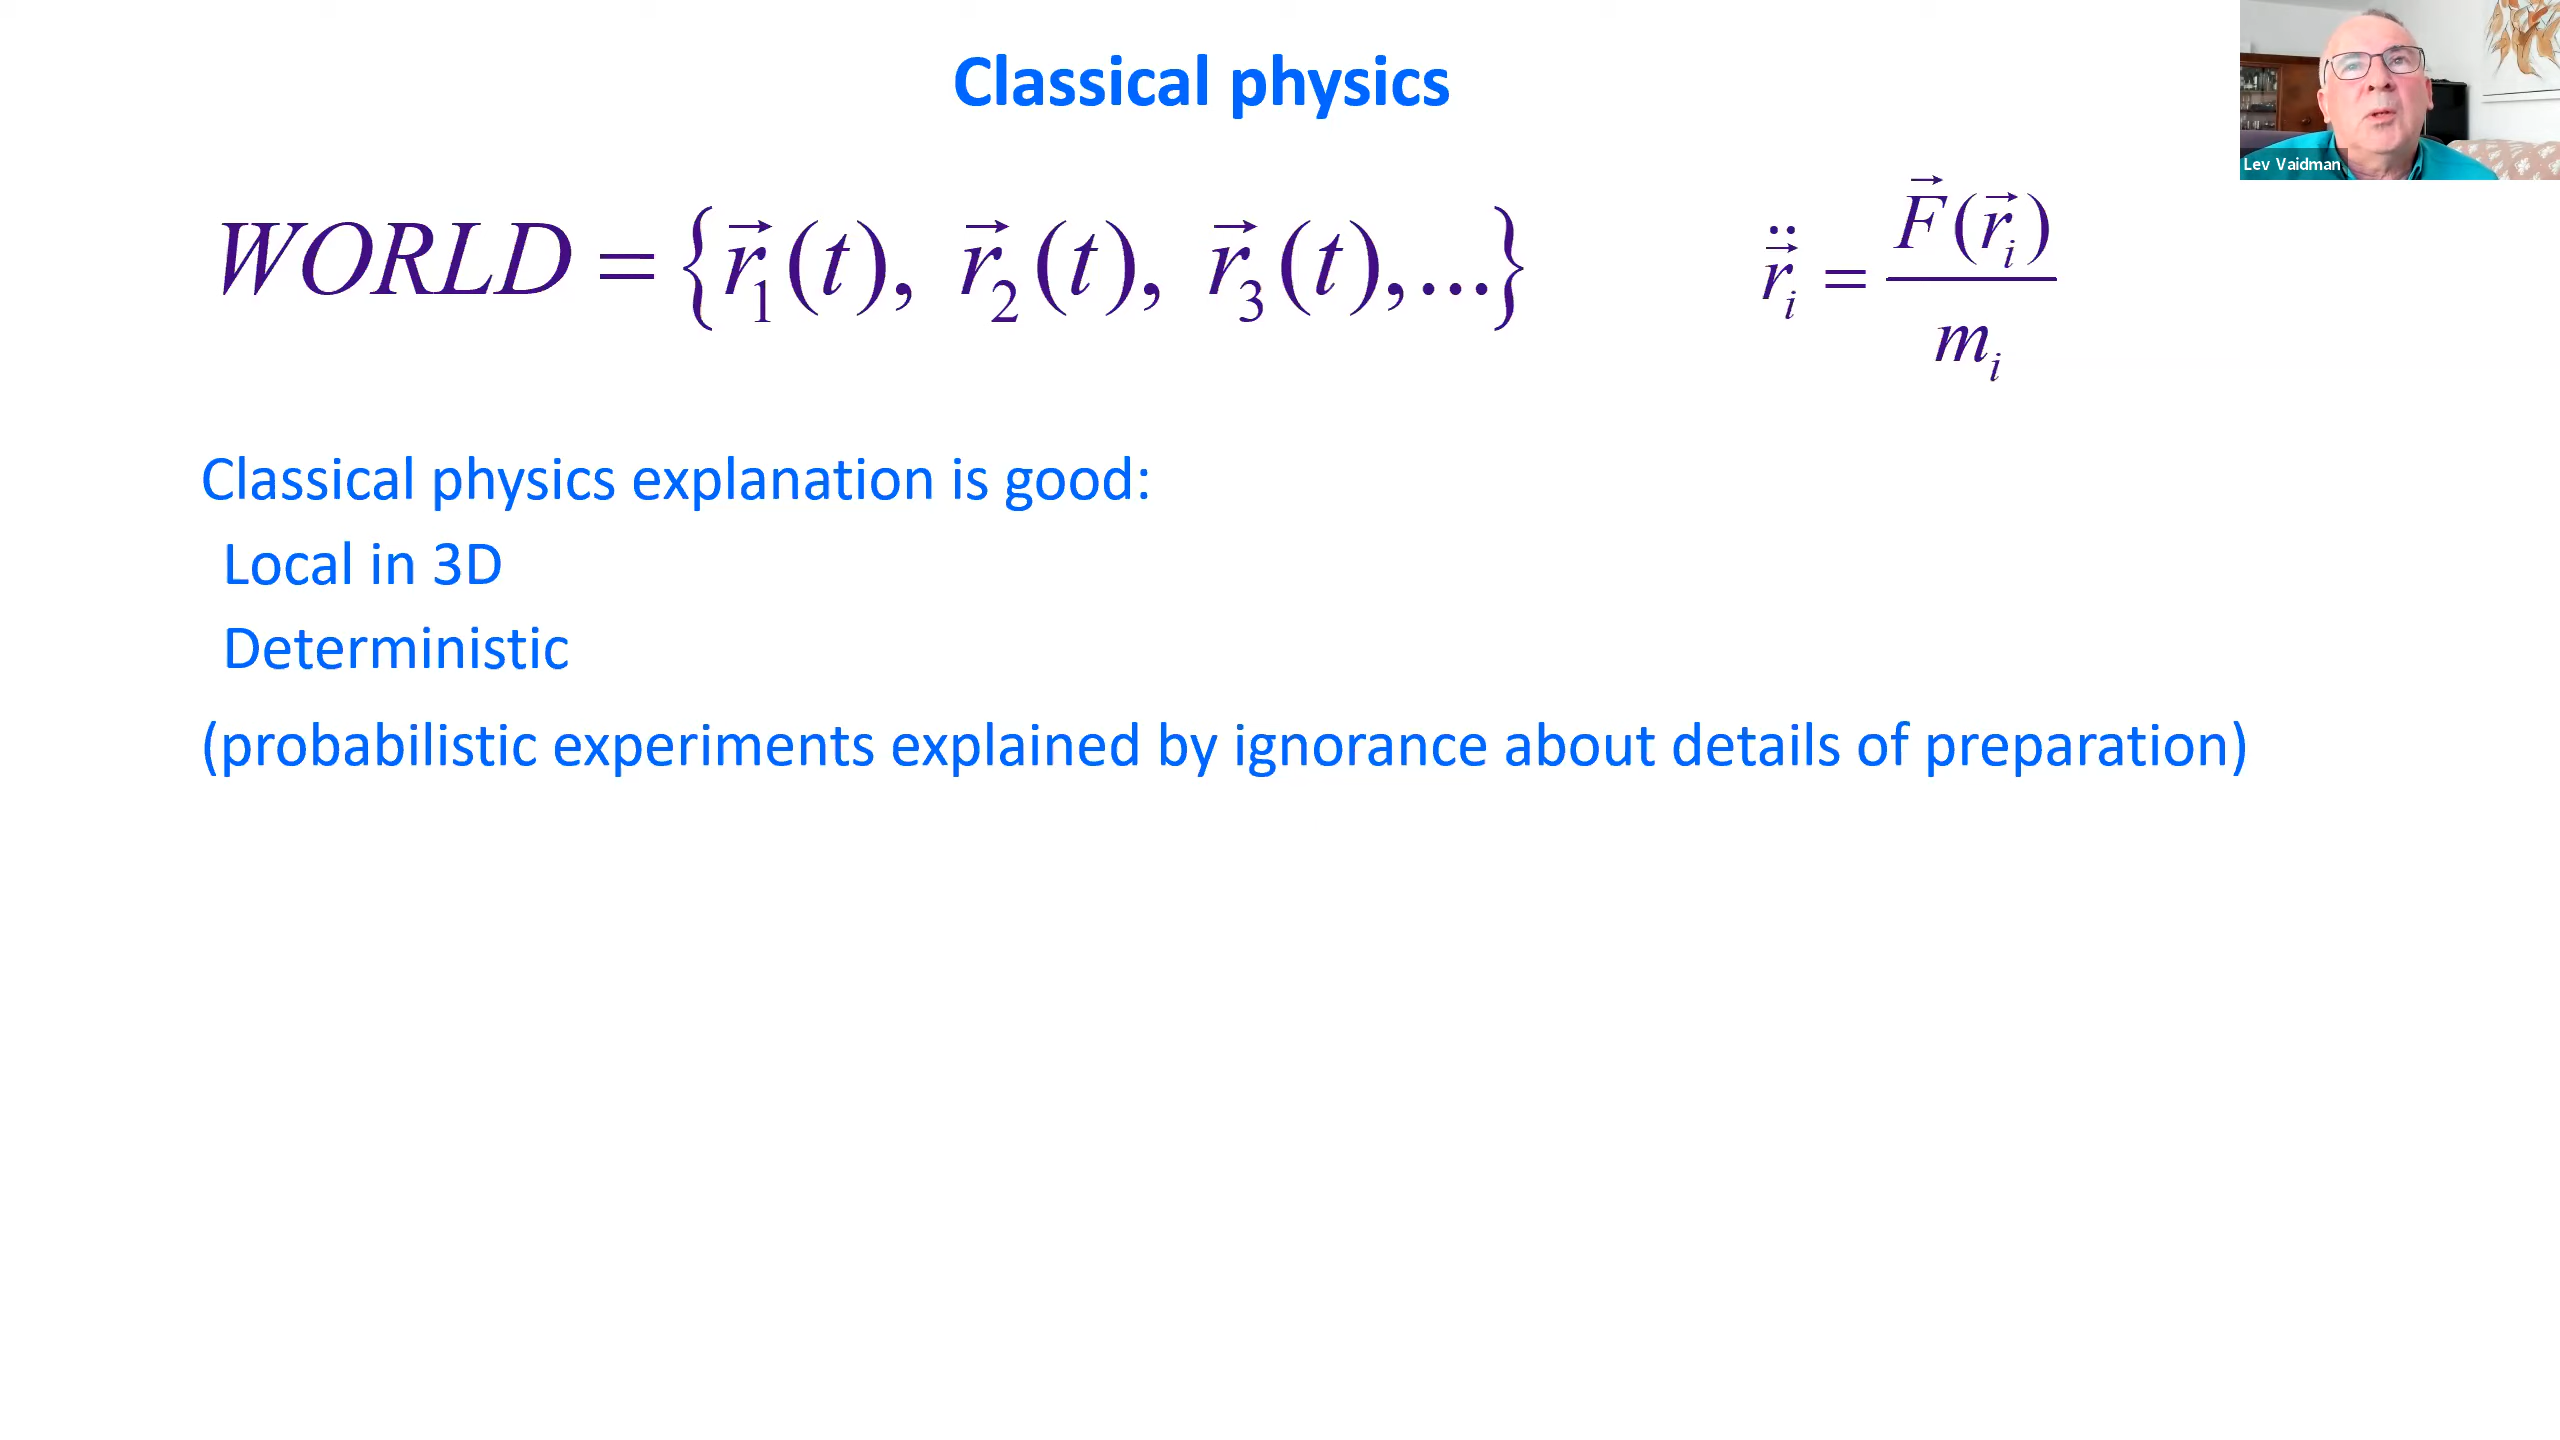 Classical physics
Lev Vaidman
WORLD = {r⃗₁(t), r⃗₂(t), r⃗₃(t),...}
r⃗̈ᵢ = F⃗(r⃗ᵢ) / mᵢ
Classical physics explanation is good:
Local in 3D
Deterministic
(probabilistic experiments explained by ignorance about details of preparation)